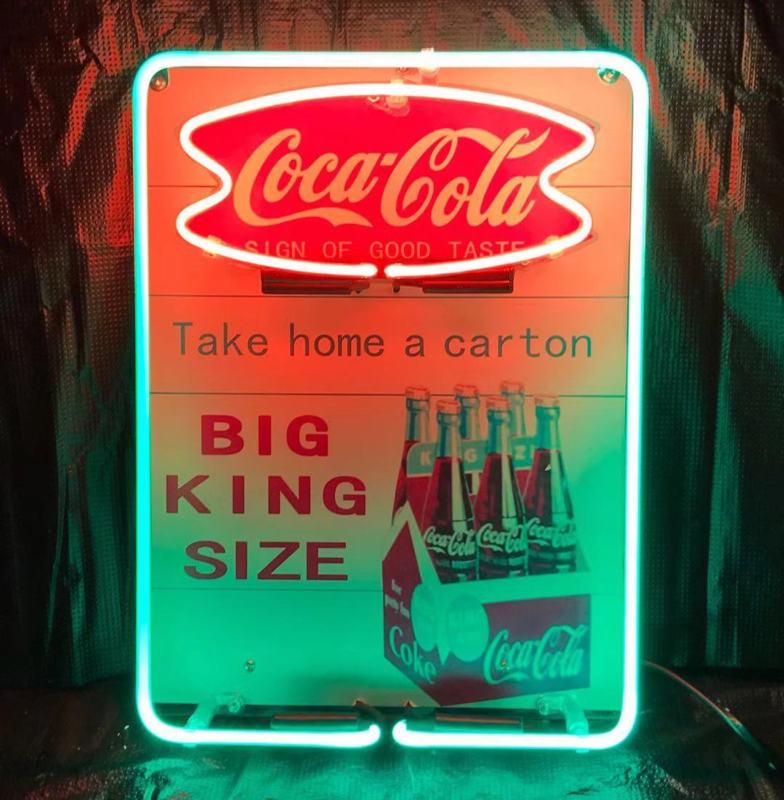 Coca-Cola
SIGN OF GOOD TASTE
Take home a carton
BIG
KING
SIZE
Coca-Cola
Coca-Cola
Coca-Cola
Coke
Coca-Cola